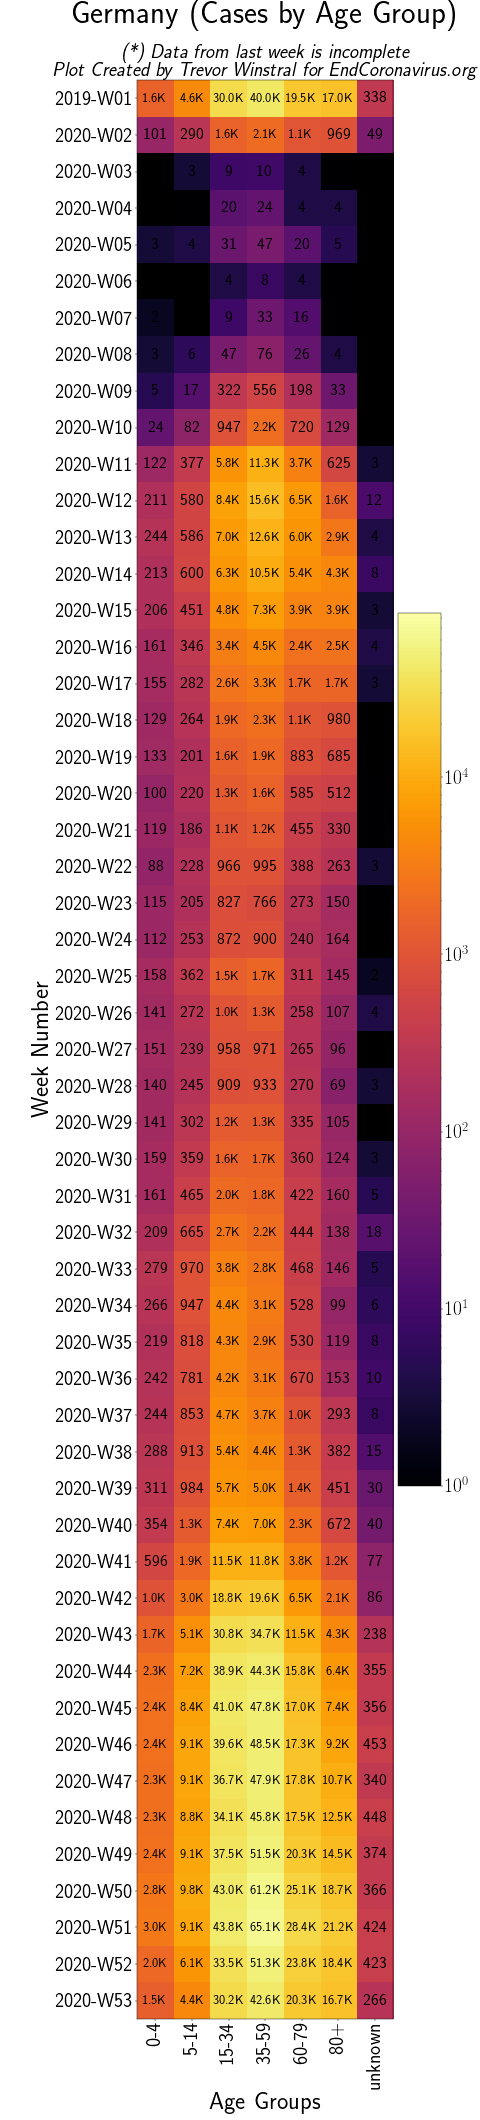 Germany (Cases by Age Group)
(*) Data from last week is incomplete
Plot Created by Trevor Winstral for EndCoronavirus.org
2019-W01 1.6K 4.6K 30.0K 40.0K 19.5K 17.0K 338
2020-W02 101 290 1.6K 2.1K 1.1K 969 49
2020-W03 3 9 10 4
2020-W04 20 24 4 4
2020-W05 3 4 31 47 20 5
2020-W06 4 8 4
2020-W07 2 9 33 16
2020-W08 3 6 47 76 26 4
2020-W09 5 17 322 556 198 33
2020-W10 24 82 947 2.2K 720 129
2020-W11 122 377 5.8K 11.3K 3.7K 625 3
2020-W12 211 580 8.4K 15.6K 6.5K 1.6K 12
2020-W13 244 586 7.0K 12.6K 6.0K 2.9K 4
2020-W14 213 600 6.3K 10.5K 5.4K 4.3K 8
2020-W15 206 451 4.8K 7.3K 3.9K 3.9K 3
2020-W16 161 346 3.4K 4.5K 2.4K 2.5K 4
2020-W17 155 282 2.6K 3.3K 1.7K 1.7K 3
2020-W18 129 264 1.9K 2.3K 1.1K 980
2020-W19 133 201 1.6K 1.9K 883 685
2020-W20 100 220 1.3K 1.6K 585 512
2020-W21 119 186 1.1K 1.2K 455 330
2020-W22 88 228 966 995 388 263 3
2020-W23 115 205 827 766 273 150
2020-W24 112 253 872 900 240 164
2020-W25 158 362 1.5K 1.7K 311 145 2
2020-W26 141 272 1.0K 1.3K 258 107 4
2020-W27 151 239 958 971 265 96
2020-W28 140 245 909 933 270 69 3
2020-W29 141 302 1.2K 1.3K 335 105
2020-W30 159 359 1.6K 1.7K 360 124 3
2020-W31 161 465 2.0K 1.8K 422 160 5
2020-W32 209 665 2.7K 2.2K 444 138 18
2020-W33 279 970 3.8K 2.8K 468 146 5
2020-W34 266 947 4.4K 3.1K 528 99 6
2020-W35 219 818 4.3K 2.9K 530 119 8
2020-W36 242 781 4.2K 3.1K 670 153 10
2020-W37 244 853 4.7K 3.7K 1.0K 293 8
2020-W38 288 913 5.4K 4.4K 1.3K 382 15
2020-W39 311 984 5.7K 5.0K 1.4K 451 30
2020-W40 354 1.3K 7.4K 7.0K 2.3K 672 40
2020-W41 596 1.9K 11.5K 11.8K 3.8K 1.2K 77
2020-W42 1.0K 3.0K 18.8K 19.6K 6.5K 2.1K 86
2020-W43 1.7K 5.1K 30.8K 34.7K 11.5K 4.3K 238
2020-W44 2.3K 7.2K 38.9K 44.3K 15.8K 6.4K 355
2020-W45 2.4K 8.4K 41.0K 47.8K 17.0K 7.4K 356
2020-W46 2.4K 9.1K 39.6K 48.5K 17.3K 9.2K 453
2020-W47 2.3K 9.1K 36.7K 47.9K 17.8K 10.7K 340
2020-W48 2.3K 8.8K 34.1K 45.8K 17.5K 12.5K 448
2020-W49 2.4K 9.1K 37.5K 51.5K 20.3K 14.5K 374
2020-W50 2.8K 9.8K 43.0K 61.2K 25.1K 18.7K 366
2020-W51 3.0K 9.1K 43.8K 65.1K 28.4K 21.2K 424
2020-W52 2.0K 6.1K 33.5K 51.3K 23.8K 18.4K 423
2020-W53 1.5K 4.4K 30.2K 42.6K 20.3K 16.7K 266
0-4 5-14 15-34 35-59 60-79 80+ unknown
Age Groups
Week Number
10⁴
10³
10²
10¹
10⁰